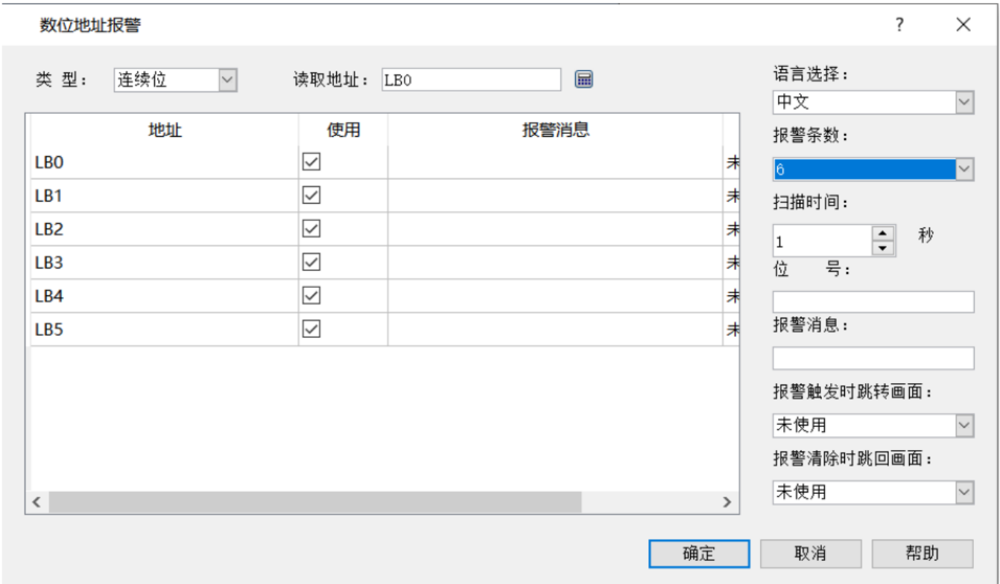 数位地址报警 ?
类 型: 连续位 读取地址: LB0
地址 使用 报警消息
LB0 未
LB1 未
LB2 未
LB3 未
LB4 未
LB5 未
语言选择:
中文
报警条数:
6
扫描时间:
1 秒
位 号:
报警消息:
报警触发时跳转画面:
未使用
报警清除时跳回画面:
未使用
确定 取消 帮助